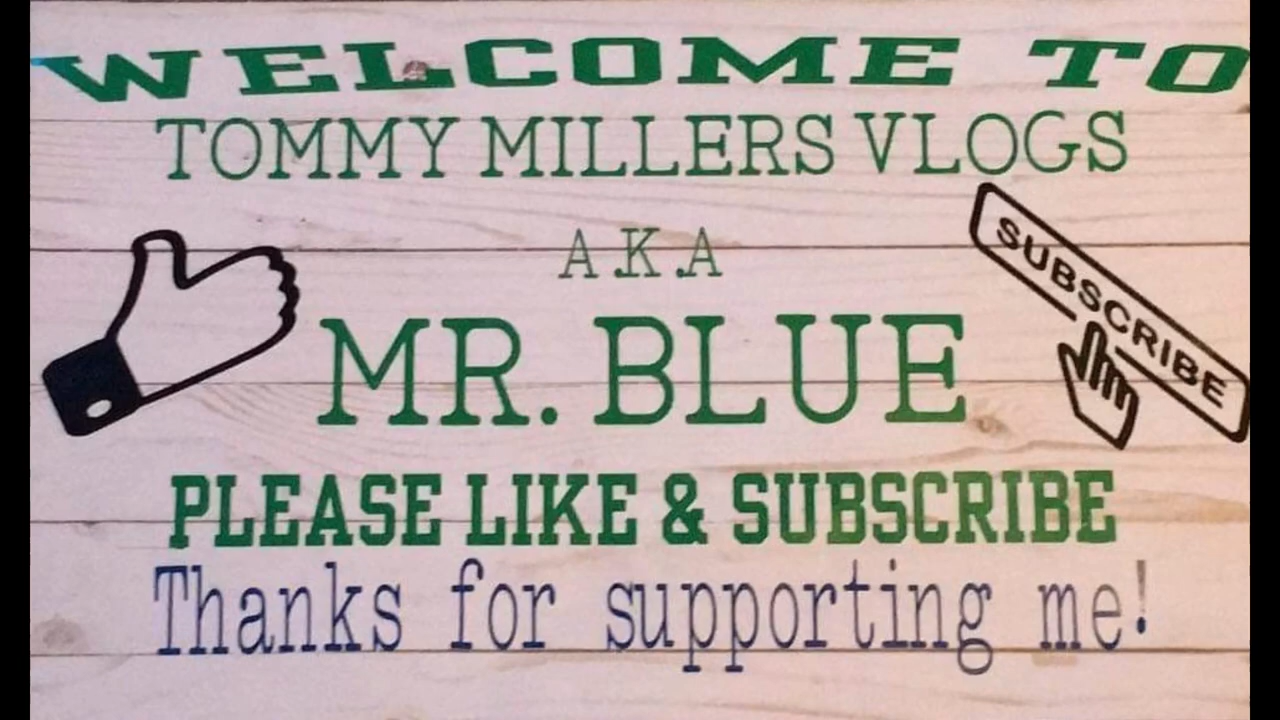 WELCOME TO
TOMMY MILLERS VLOGS
A.K.A
MR. BLUE
SUBSCRIBE
PLEASE LIKE & SUBSCRIBE
Thanks for supporting me!